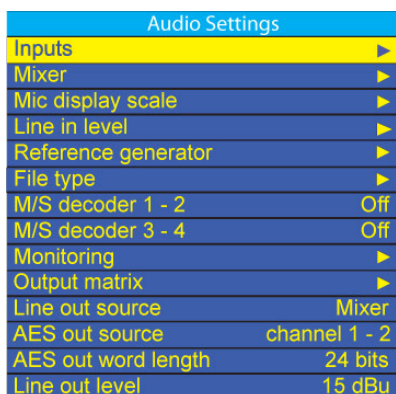 Audio Settings
Inputs
Mixer
Mic display scale
Line in level
Reference generator
File type
M/S decoder 1 - 2 Off
M/S decoder 3 - 4 Off
Monitoring
Output matrix
Line out source Mixer
AES out source channel 1 - 2
AES out word length 24 bits
Line out level 15 dBu